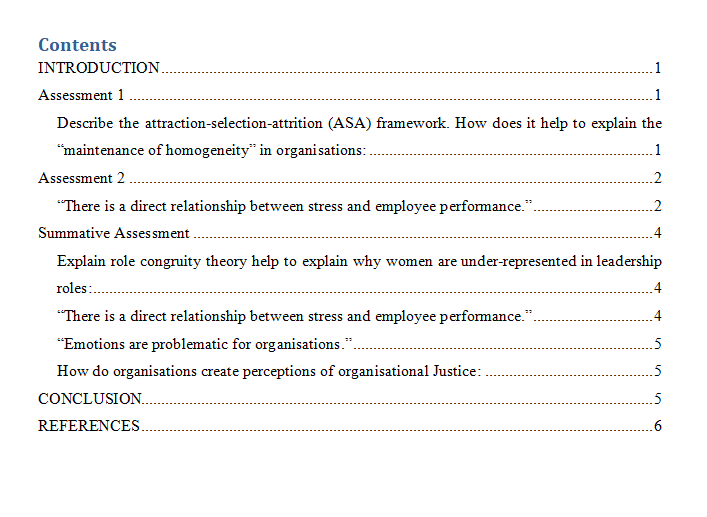 Contents
INTRODUCTION.....1
Assessment 1.....1
Describe the attraction-selection-attrition (ASA) framework. How does it help to explain the
“maintenance of homogeneity” in organisations:.....1
Assessment 2.....2
“There is a direct relationship between stress and employee performance.”.....2
Summative Assessment.....4
Explain role congruity theory help to explain why women are under-represented in leadership
roles:.....4
“There is a direct relationship between stress and employee performance.”.....4
“Emotions are problematic for organisations.”.....5
How do organisations create perceptions of organisational Justice:.....5
CONCLUSION.....5
REFERENCES.....6